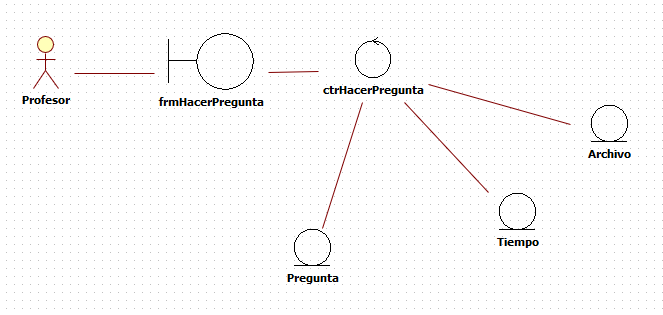 Profesor
frmHacerPregunta
ctrHacerPregunta
Archivo
Tiempo
Pregunta